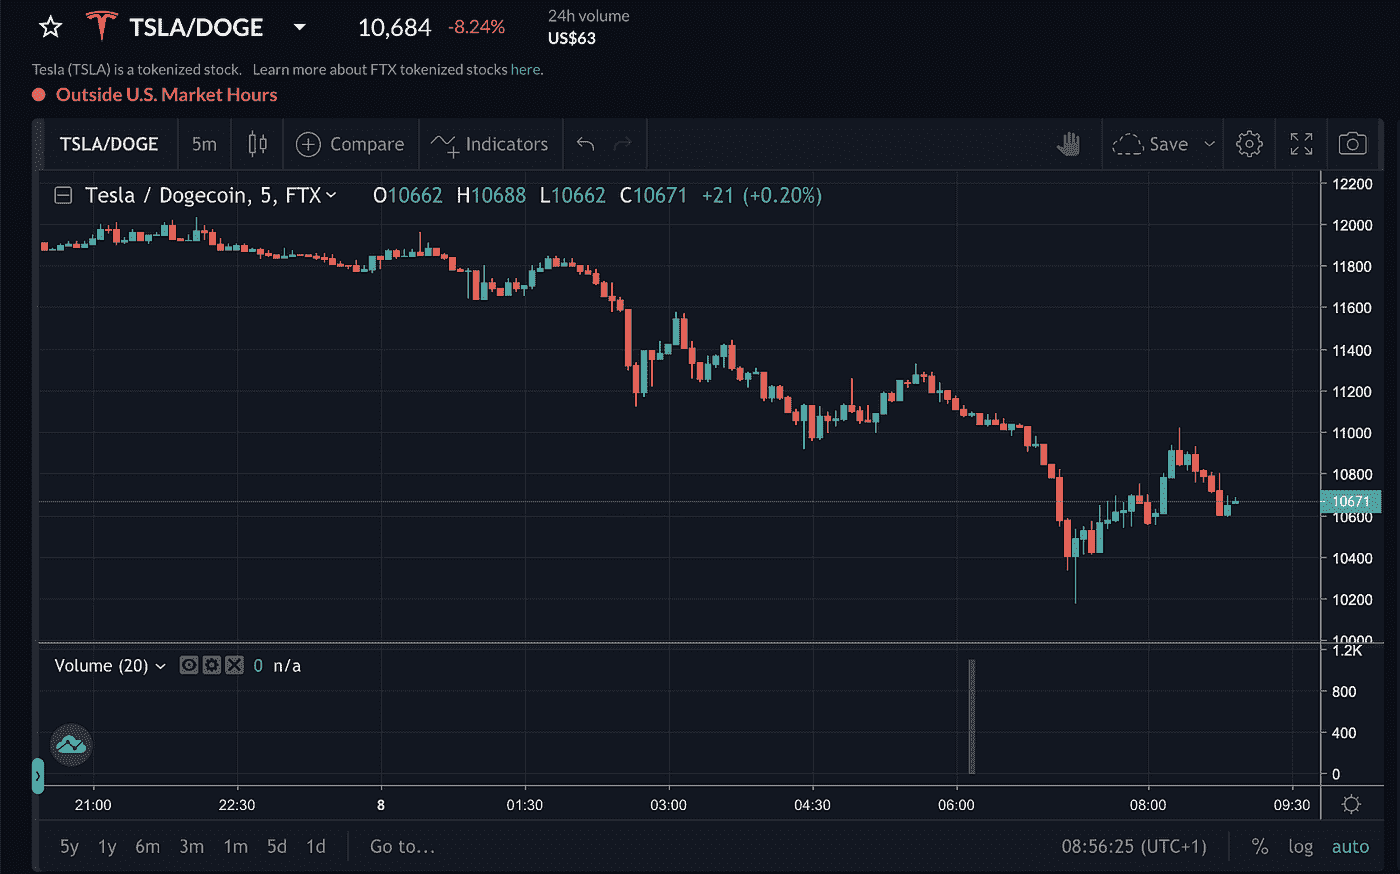 TSLA/DOGE 10,684 -8.24% 24h volume
US$63
Tesla (TSLA) is a tokenized stock. Learn more about FTX tokenized stocks here.
Outside U.S. Market Hours
TSLA/DOGE 5m Compare Indicators Save
Tesla / Dogecoin, 5, FTX O10662 H10688 L10662 C10671 +21 (+0.20%)
12200
12000
11800
11600
11400
11200
11000
10800
10671
10600
10400
10200
10000
Volume (20) 0 n/a
1.2K
800
400
0
21:00 22:30 8 01:30 03:00 04:30 06:00 08:00 09:30
5y 1y 6m 3m 1m 5d 1d Go to... 08:56:25 (UTC+1) % log auto